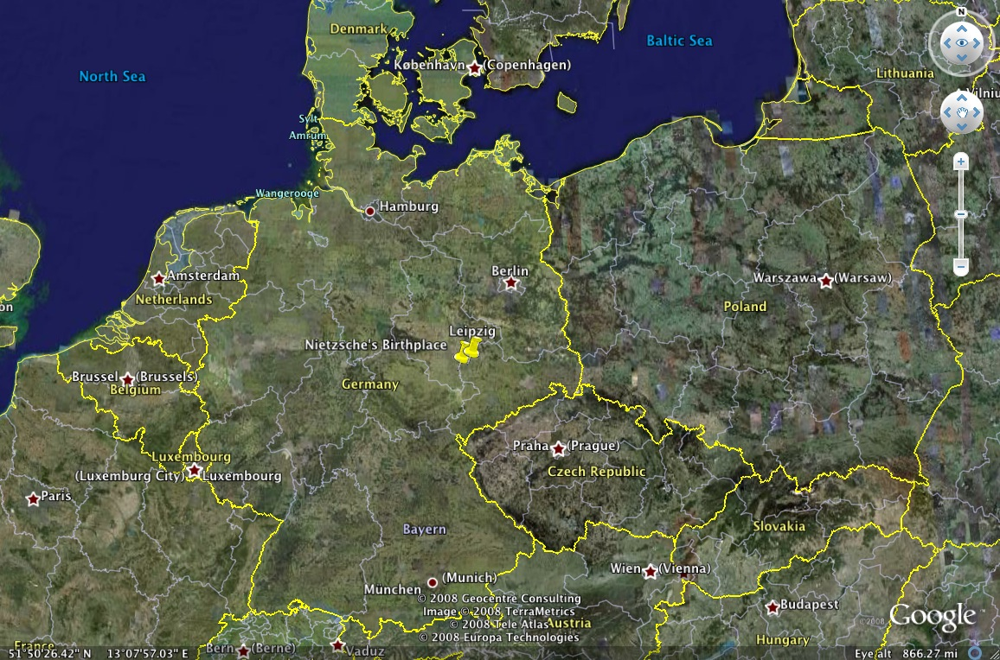 Denmark
Baltic Sea
N
København (Copenhagen)
North Sea
Lithuania
Vilniu
Sylt
Amrum
Wangerooge
Hamburg
Amsterdam
Netherlands
Berlin
Warszawa (Warsaw)
on
Poland
Leipzig
Nietzsche's Birthplace
Brussel (Brussels)
Belgium
Germany
Praha (Prague)
Luxembourg
(Luxemburg City) Luxembourg
Czech Republic
Paris
Bayern
Slovakia
Wien (Vienna)
(Munich)
München
© 2008 Geocentre Consulting
Image © 2008 TerraMetrics
© 2008 Tele Atlas
© 2008 Europa Technologies
Austria
Budapest
© 2008 Google™
Hungary
France
Bern (Berne)
Vaduz
51°50'26.42" N 13°07'57.03" E
Eye alt 866.27 mi